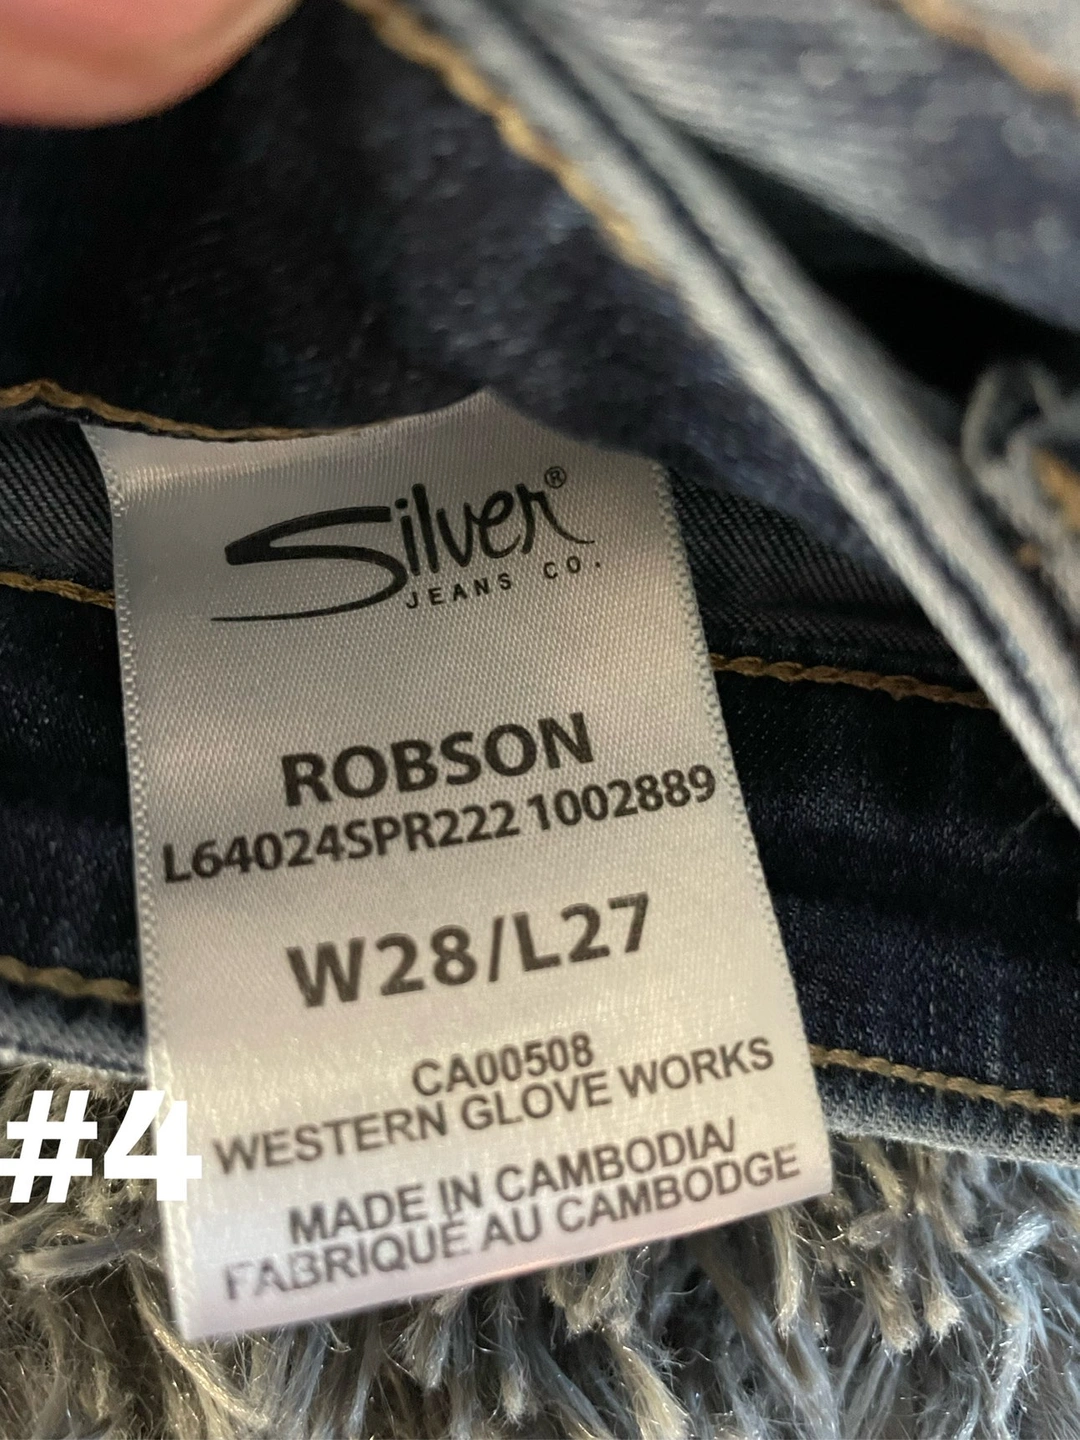 Silver®
JEANS CO.
ROBSON
L64024SPR222 1002889
W28/L27
CA00508
WESTERN GLOVE WORKS
MADE IN CAMBODIA/
FABRIQUÉ AU CAMBODGE
#4